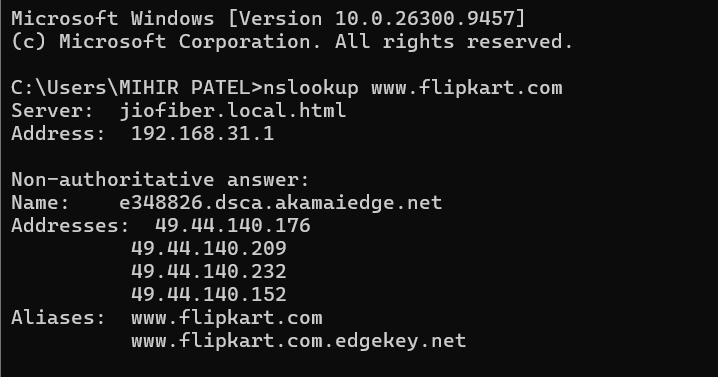 Microsoft Windows [Version 10.0.26300.9457]
(c) Microsoft Corporation. All rights reserved.
C:\Users\MIHIR PATEL>nslookup www.flipkart.com
Server:  jiofiber.local.html
Address:  192.168.31.1
Non-authoritative answer:
Name:    e348826.dsca.akamaiedge.net
Addresses:  49.44.140.176
          49.44.140.209
          49.44.140.232
          49.44.140.152
Aliases:  www.flipkart.com
          www.flipkart.com.edgekey.net